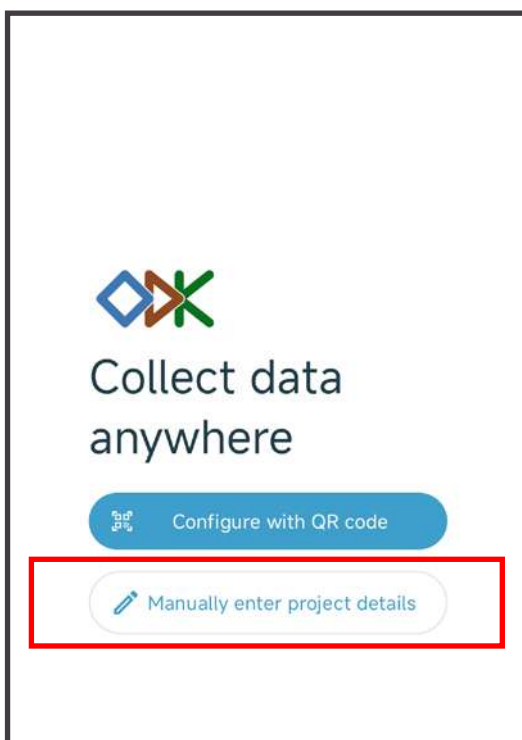 ODK
Collect data
anywhere
Configure with QR code
Manually enter project details